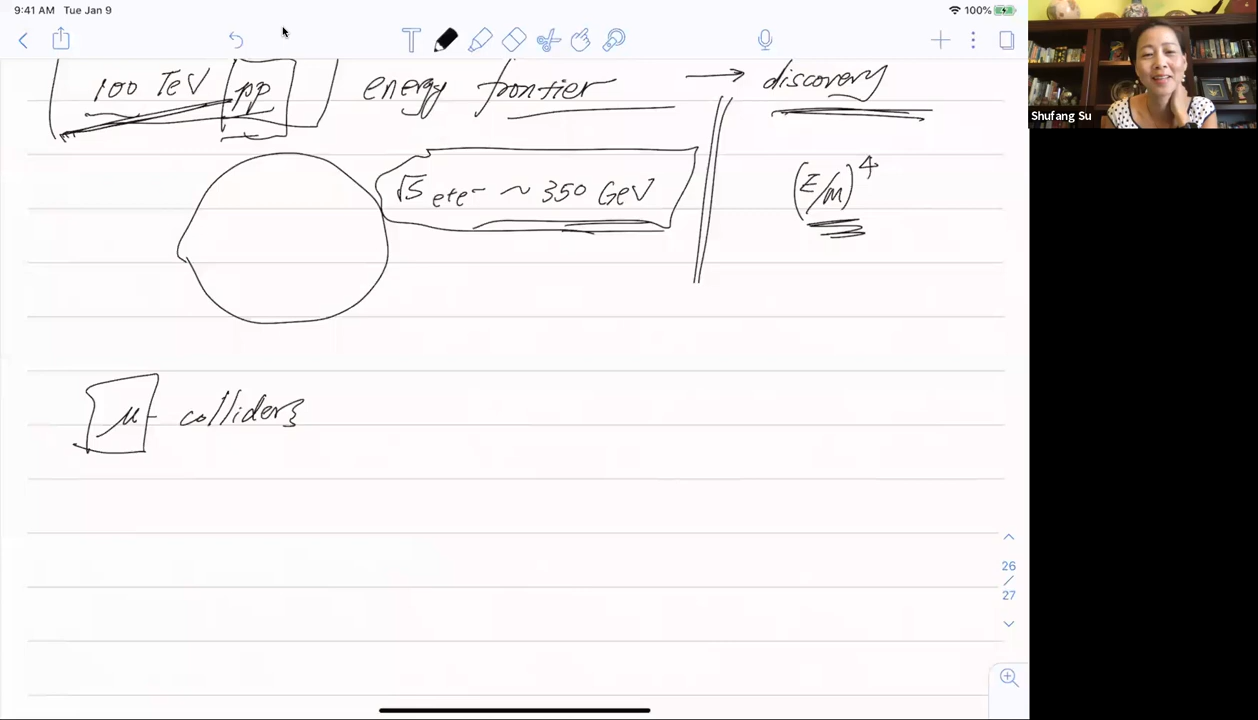 9:41 AM Tue Jan 9
100%
100 TeV pp energy frontier → discovery
√s e+e- ~ 350 GeV
(E/m)^4
μ - colliders
26
/
27
Shufang Su